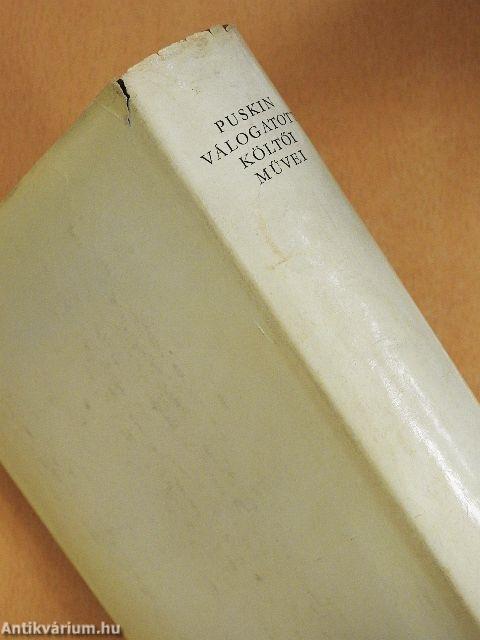 PUSKIN
VÁLOGATOTT
KÖLTŐI
MŰVEI
Antikvárium.hu